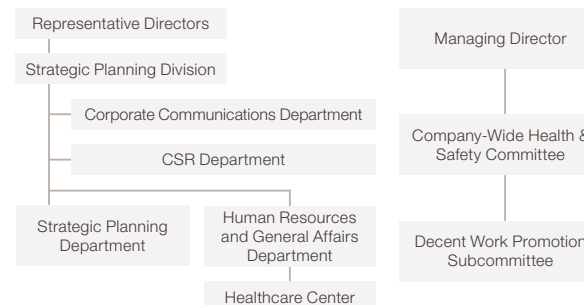 Representative Directors
Strategic Planning Division
Corporate Communications Department
CSR Department
Strategic Planning
Department
Human Resources
and General Affairs
Department
Healthcare Center
Managing Director
Company-Wide Health &
Safety Committee
Decent Work Promotion
Subcommittee